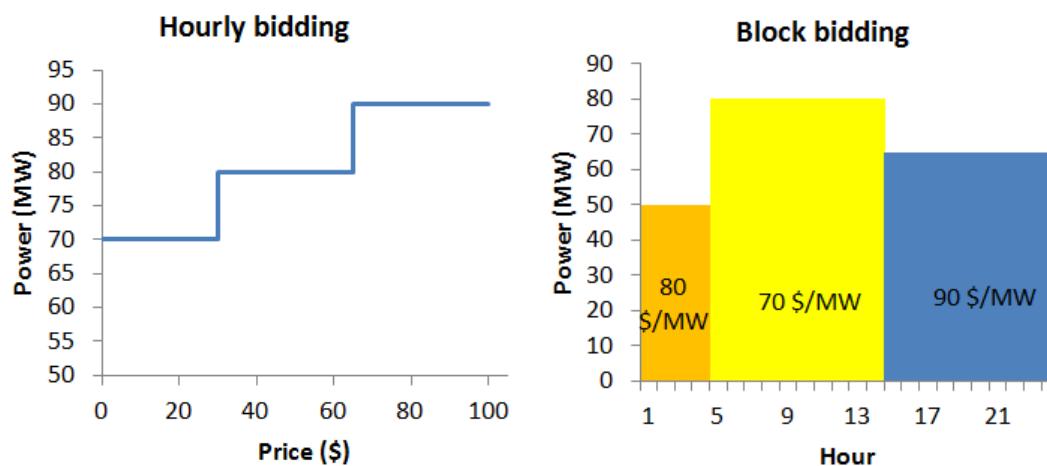 Hourly bidding
Power (MW)
95
90
85
80
75
70
65
60
55
50
0 20 40 60 80 100
Price ($)
Block bidding
Power (MW)
90
80
70
60
50
40
30
20
10
0
80
$/MW
70 $/MW
90 $/MW
1 5 9 13 17 21
Hour